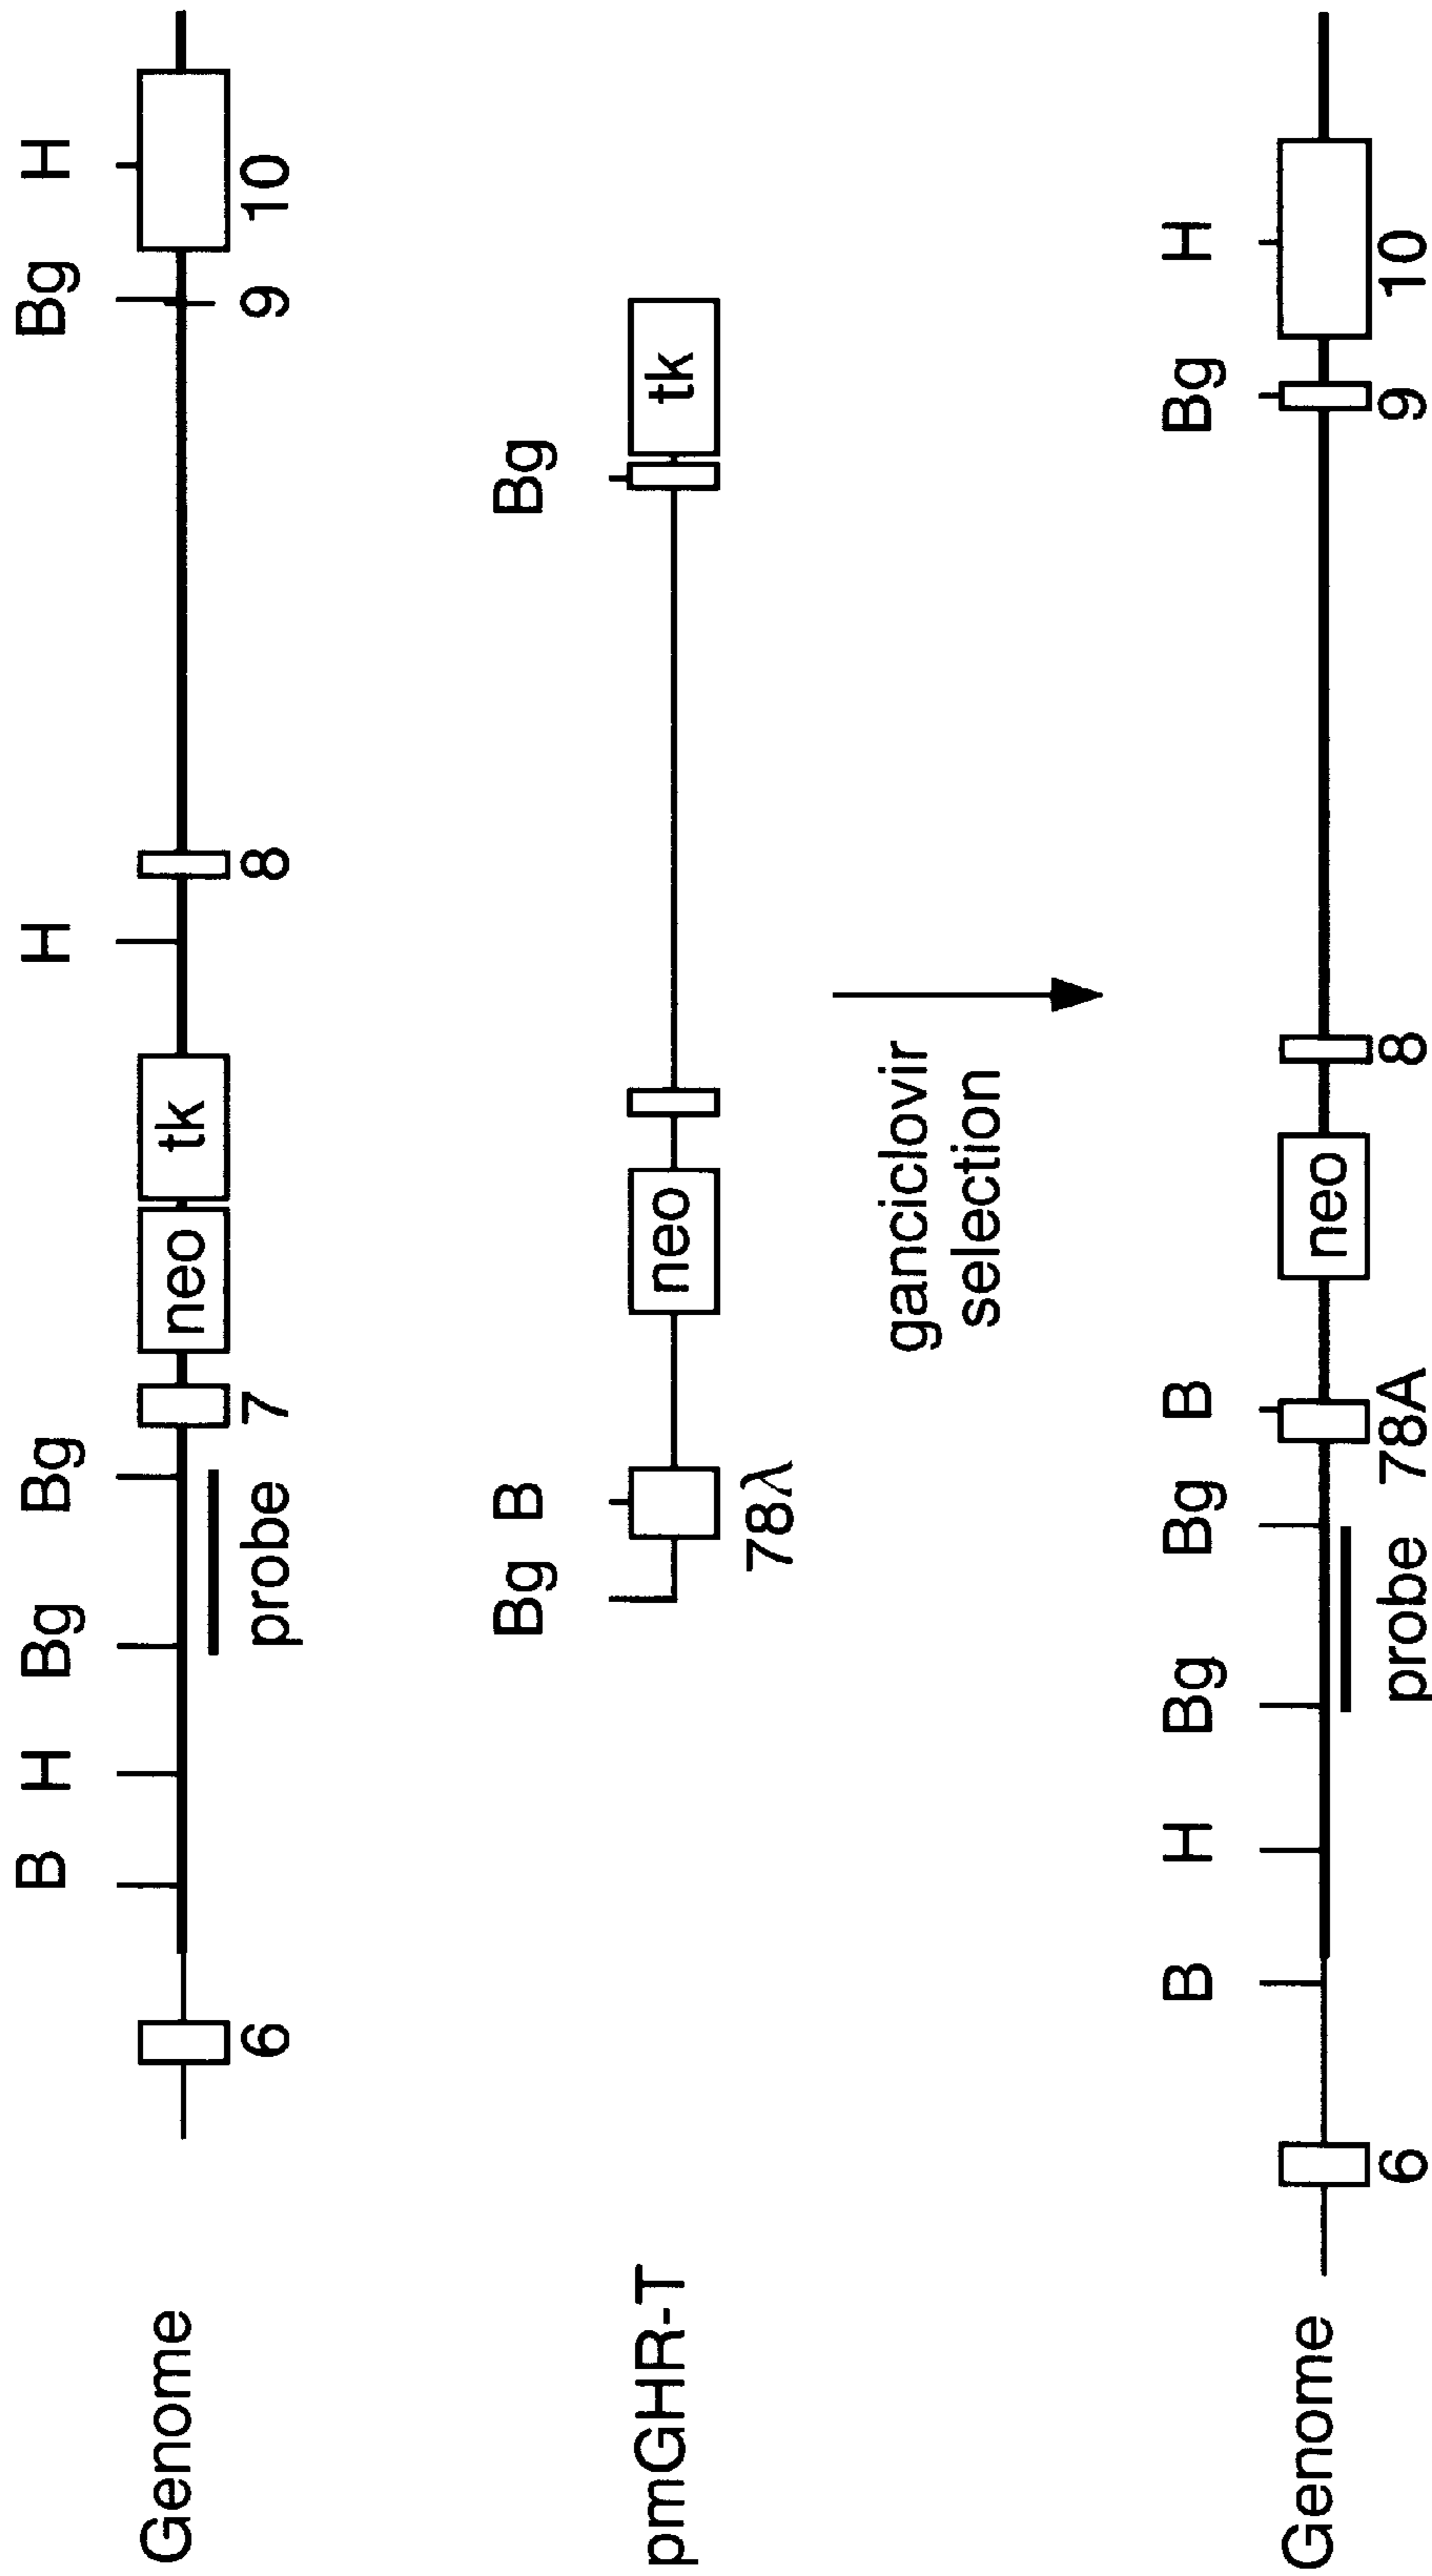 B H Bg Bg H Bg H
Genome
6 7 neo tk 8 9 10
probe
Bg B Bg
pmGHR-T
neo tk
78λ
ganciclovir
selection
B H Bg Bg B Bg H
Genome
neo
6 78A 8 9 10
probe